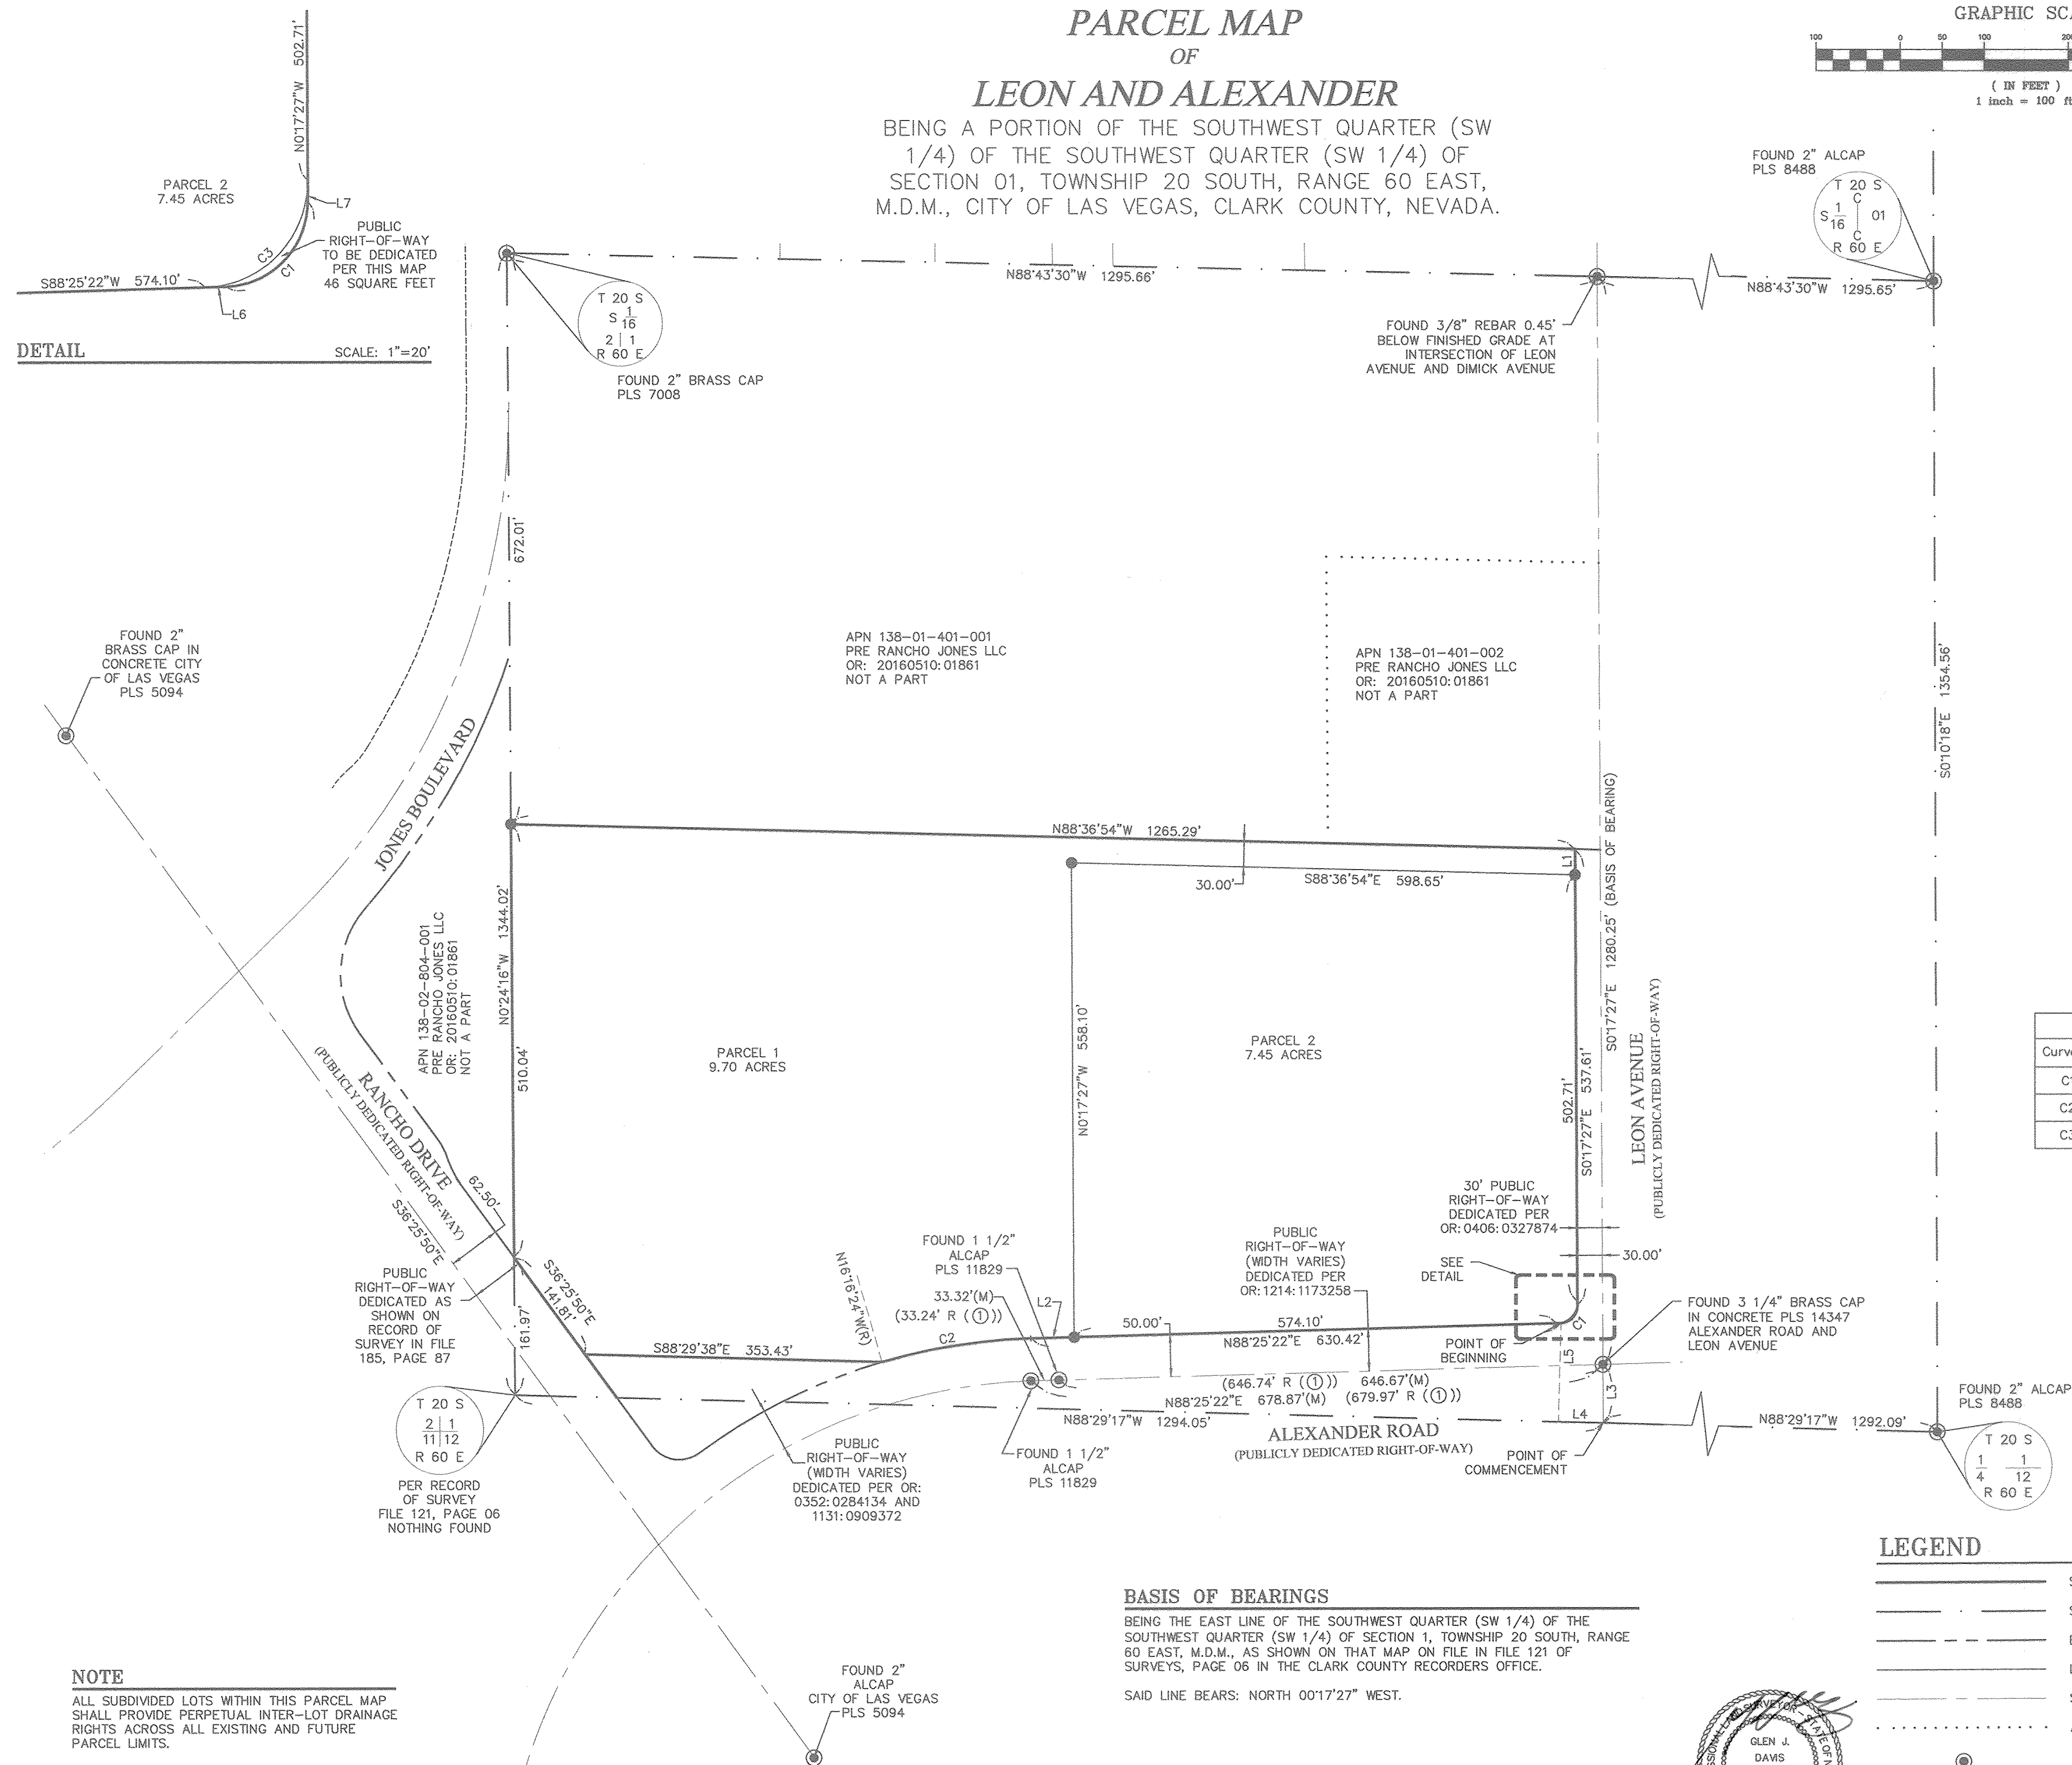 PARCEL MAP
OF
LEON AND ALEXANDER
BEING A PORTION OF THE SOUTHWEST QUARTER (SW
1/4) OF THE SOUTHWEST QUARTER (SW 1/4) OF
SECTION 01, TOWNSHIP 20 SOUTH, RANGE 60 EAST,
M.D.M., CITY OF LAS VEGAS, CLARK COUNTY, NEVADA.
GRAPHIC SCA
100 0 50 100 200
( IN FEET )
1 inch = 100 ft
N0°17'27"W 502.71'
PARCEL 2
7.45 ACRES
L7
PUBLIC
RIGHT-OF-WAY
TO BE DEDICATED
PER THIS MAP
46 SQUARE FEET
C3
C1
S88°25'22"W 574.10'
L6
DETAIL
SCALE: 1"=20'
T 20 S
S 1/16
2 | 1
R 60 E
FOUND 2" BRASS CAP
PLS 7008
N88°43'30"W 1295.66'
FOUND 3/8" REBAR 0.45'
BELOW FINISHED GRADE AT
INTERSECTION OF LEON
AVENUE AND DIMICK AVENUE
N88°43'30"W 1295.65'
FOUND 2" ALCAP
PLS 8488
T 20 S
C
S 1/16 | 01
C
R 60 E
672.01'
FOUND 2"
BRASS CAP IN
CONCRETE CITY
OF LAS VEGAS
PLS 5094
APN 138-01-401-001
PRE RANCHO JONES LLC
OR: 20160510:01861
NOT A PART
APN 138-01-401-002
PRE RANCHO JONES LLC
OR: 20160510:01861
NOT A PART
S0°10'18"E 1354.56'
JONES BOULEVARD
N88°36'54"W 1265.29'
30.00'
S88°36'54"E 598.65'
L1
S0°17'27"E 1280.25' (BASIS OF BEARING)
N0°24'16"W 1344.02'
APN 138-02-804-001
PRE RANCHO JONES LLC
OR: 20160510:01861
NOT A PART
510.04'
PARCEL 1
9.70 ACRES
N0°17'27"W 558.10'
PARCEL 2
7.45 ACRES
502.71'
S0°17'27"E 537.61'
LEON AVENUE
(PUBLICLY DEDICATED RIGHT-OF-WAY)
Curve
C1
C2
C3
RANCHO DRIVE
(PUBLICLY DEDICATED RIGHT-OF-WAY)
S36°25'50"E
62.50'
S36°25'50"E
141.81'
PUBLIC
RIGHT-OF-WAY
DEDICATED AS
SHOWN ON
RECORD OF
SURVEY IN FILE
185, PAGE 87
161.97'
S88°29'38"E 353.43'
N16°16'24"W(R)
C2
FOUND 1 1/2"
ALCAP
PLS 11829
33.32'(M)
(33.24' R (①))
L2
PUBLIC
RIGHT-OF-WAY
(WIDTH VARIES)
DEDICATED PER
OR:1214:1173258
30' PUBLIC
RIGHT-OF-WAY
DEDICATED PER
OR:0406:0327874
30.00'
SEE
DETAIL
50.00'
574.10'
N88°25'22"E 630.42'
C1
POINT OF
BEGINNING
L5
FOUND 3 1/4" BRASS CAP
IN CONCRETE PLS 14347
ALEXANDER ROAD AND
LEON AVENUE
(646.74' R (①)) 646.67'(M)
N88°25'22"E 678.87'(M) (679.97' R (①))
N88°29'17"W 1294.05'
L3
L4
ALEXANDER ROAD
(PUBLICLY DEDICATED RIGHT-OF-WAY)
POINT OF
COMMENCEMENT
N88°29'17"W 1292.09'
FOUND 2" ALCAP
PLS 8488
T 20 S
1/4 1/12
R 60 E
T 20 S
2 | 1
11 | 12
R 60 E
PER RECORD
OF SURVEY
FILE 121, PAGE 06
NOTHING FOUND
PUBLIC
RIGHT-OF-WAY
(WIDTH VARIES)
DEDICATED PER OR:
0352:0284134 AND
1131:0909372
FOUND 1 1/2"
ALCAP
PLS 11829
LEGEND
BASIS OF BEARINGS
BEING THE EAST LINE OF THE SOUTHWEST QUARTER (SW 1/4) OF THE
SOUTHWEST QUARTER (SW 1/4) OF SECTION 1, TOWNSHIP 20 SOUTH, RANGE
60 EAST, M.D.M., AS SHOWN ON THAT MAP ON FILE IN FILE 121 OF
SURVEYS, PAGE 06 IN THE CLARK COUNTY RECORDERS OFFICE.
SAID LINE BEARS: NORTH 00°17'27" WEST.
NOTE
ALL SUBDIVIDED LOTS WITHIN THIS PARCEL MAP
SHALL PROVIDE PERPETUAL INTER-LOT DRAINAGE
RIGHTS ACROSS ALL EXISTING AND FUTURE
PARCEL LIMITS.
FOUND 2"
ALCAP
CITY OF LAS VEGAS
PLS 5094
SSIONAL LAND SURVEYOR - STATE OF N
GLEN J.
DAVIS